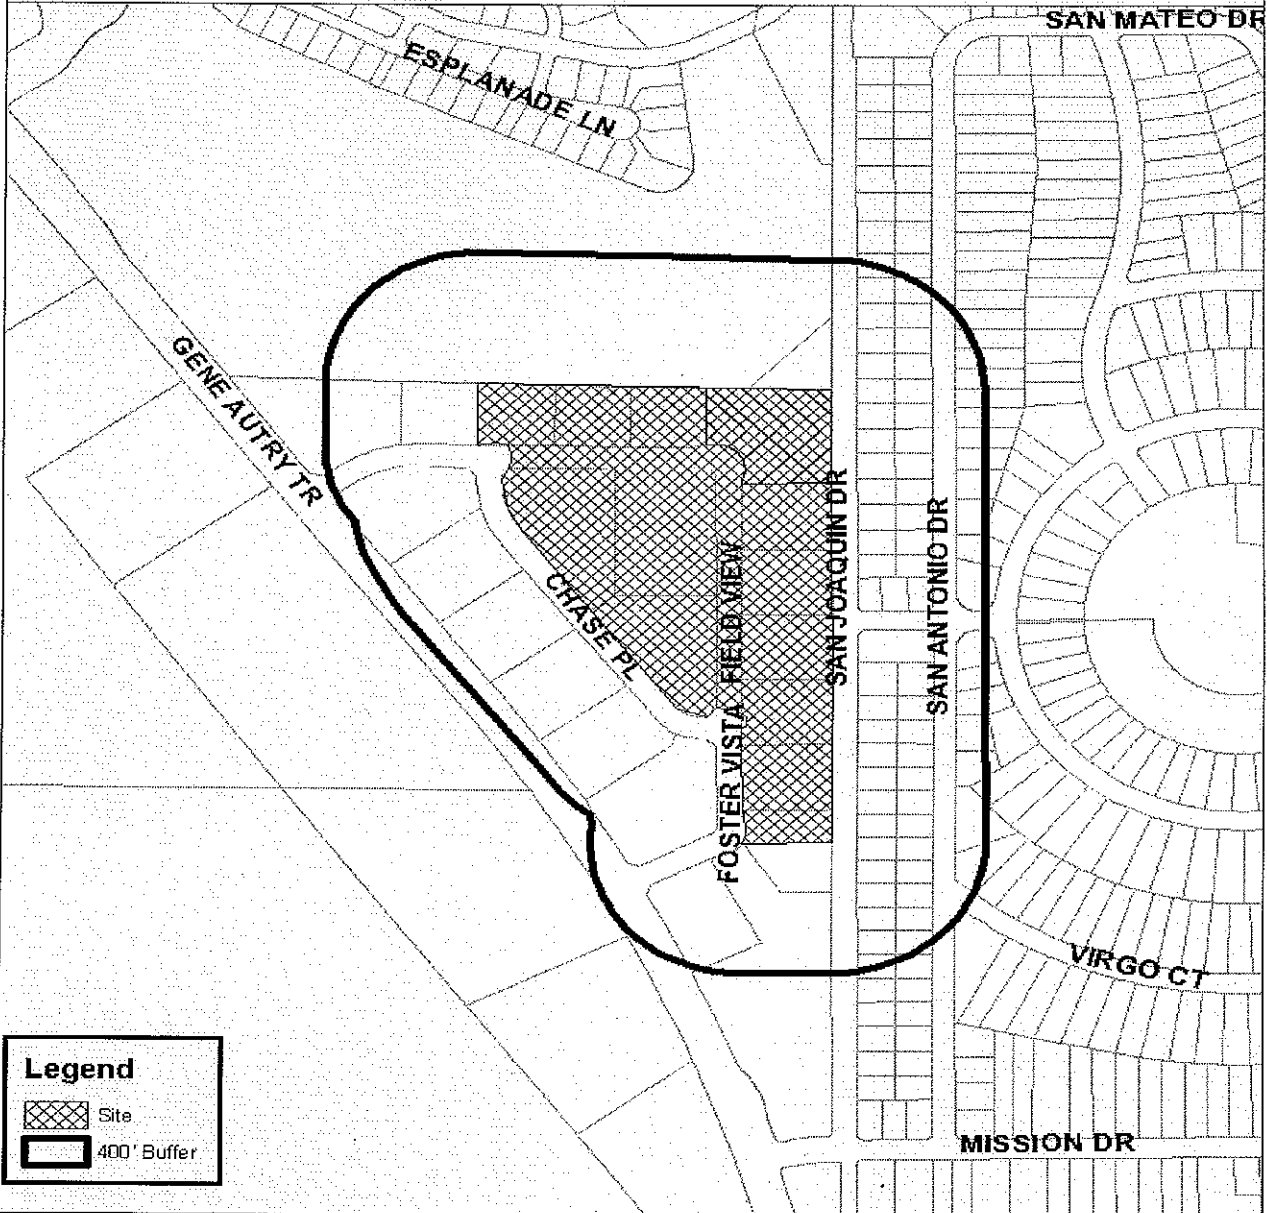 SAN MATEO DR
ESPLANADE LN
GENE AUTRY TR
CHASE PL
FOSTER VISTA FIELD VIEW
SAN JOAQUIN DR
SAN ANTONIO DR
VIRGO CT
MISSION DR
Legend
Site
400' Buffer